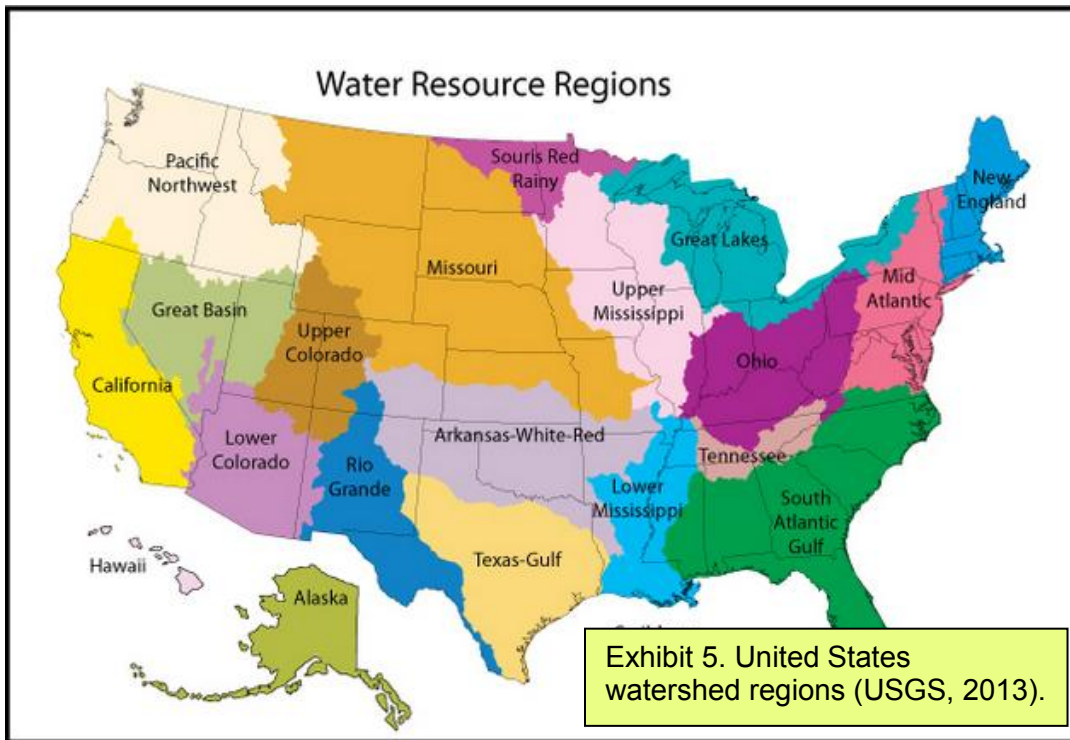 Water Resource Regions
Pacific
Northwest
Souris Red
Rainy
New
England
Great Lakes
Missouri
Upper
Mississippi
Mid
Atlantic
Great Basin
Upper
Colorado
Ohio
California
Lower
Colorado
Arkansas-White-Red
Tennessee
Rio
Grande
Lower
Mississippi
South
Atlantic
Gulf
Texas-Gulf
Hawaii
Alaska
Exhibit 5. United States
watershed regions (USGS, 2013).